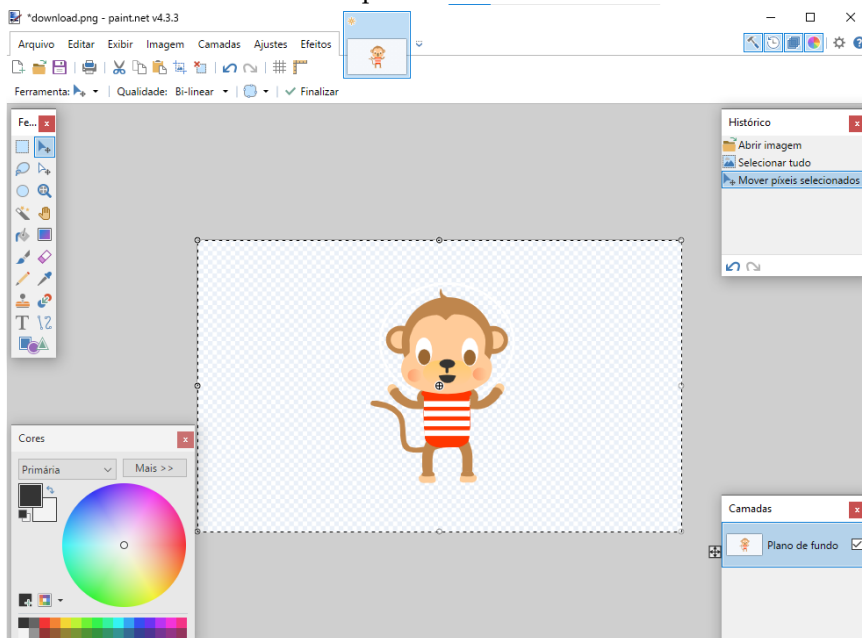 *download.png - paint.net v4.3.3
Arquivo Editar Exibir Imagem Camadas Ajustes Efeitos
Ferramenta: Qualidade: Bi-linear Finalizar
Fe...
Histórico
Abrir imagem
Selecionar tudo
Mover píxeis selecionados
Cores
Primária
Mais >>
Camadas
Plano de fundo